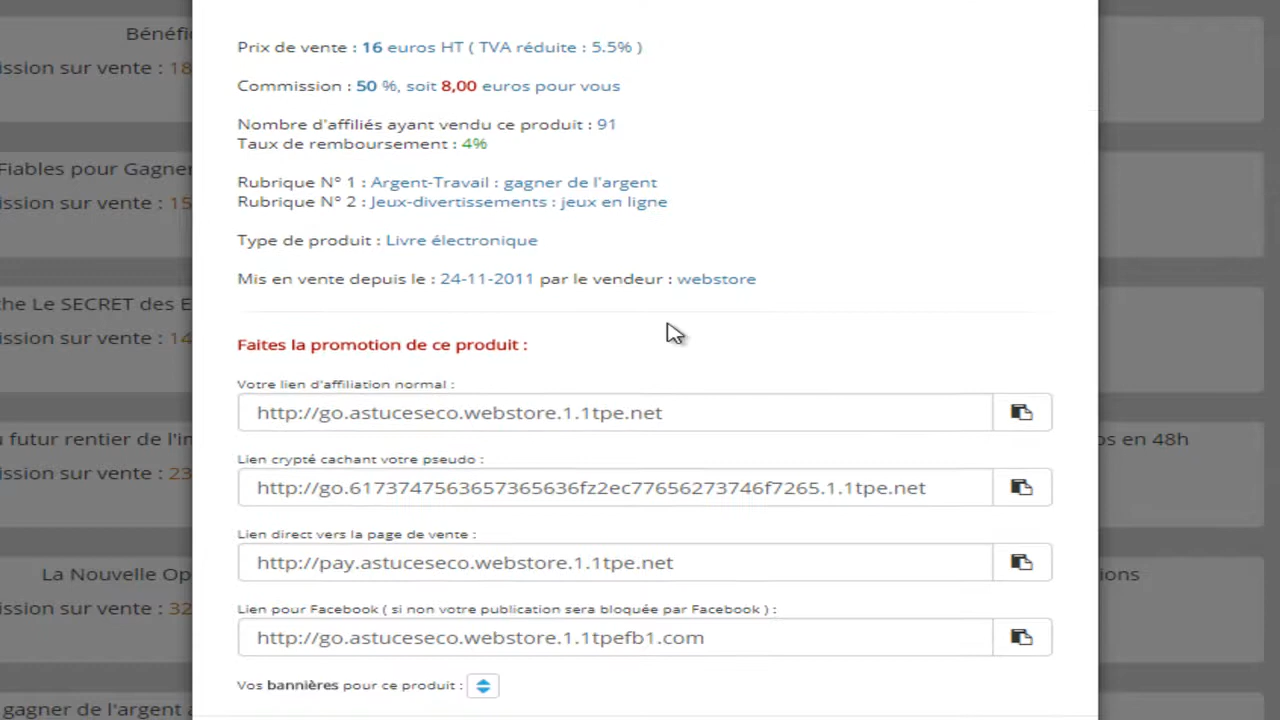 Bénéfi
ission sur vente : 18
Fiables pour Gagner
ission sur vente : 15
che Le SECRET des E
ission sur vente : 14
u futur rentier de l'in
ission sur vente : 23
La Nouvelle Op
ission sur vente : 32
gagner de l'argent a
Prix de vente : 16 euros HT ( TVA réduite : 5.5% )
Commission : 50 %, soit 8,00 euros pour vous
Nombre d'affiliés ayant vendu ce produit : 91
Taux de remboursement : 4%
Rubrique N° 1 : Argent-Travail : gagner de l'argent
Rubrique N° 2 : Jeux-divertissements : jeux en ligne
Type de produit : Livre électronique
Mis en vente depuis le : 24-11-2011 par le vendeur : webstore
Faites la promotion de ce produit :
Votre lien d'affiliation normal :
http://go.astuceseco.webstore.1.1tpe.net
Lien crypté cachant votre pseudo :
http://go.6173747563657365636fz2ec77656273746f7265.1.1tpe.net
Lien direct vers la page de vente :
http://pay.astuceseco.webstore.1.1tpe.net
Lien pour Facebook ( si non votre publication sera bloquée par Facebook ) :
http://go.astuceseco.webstore.1.1tpefb1.com
Vos bannières pour ce produit :
os en 48h
ions